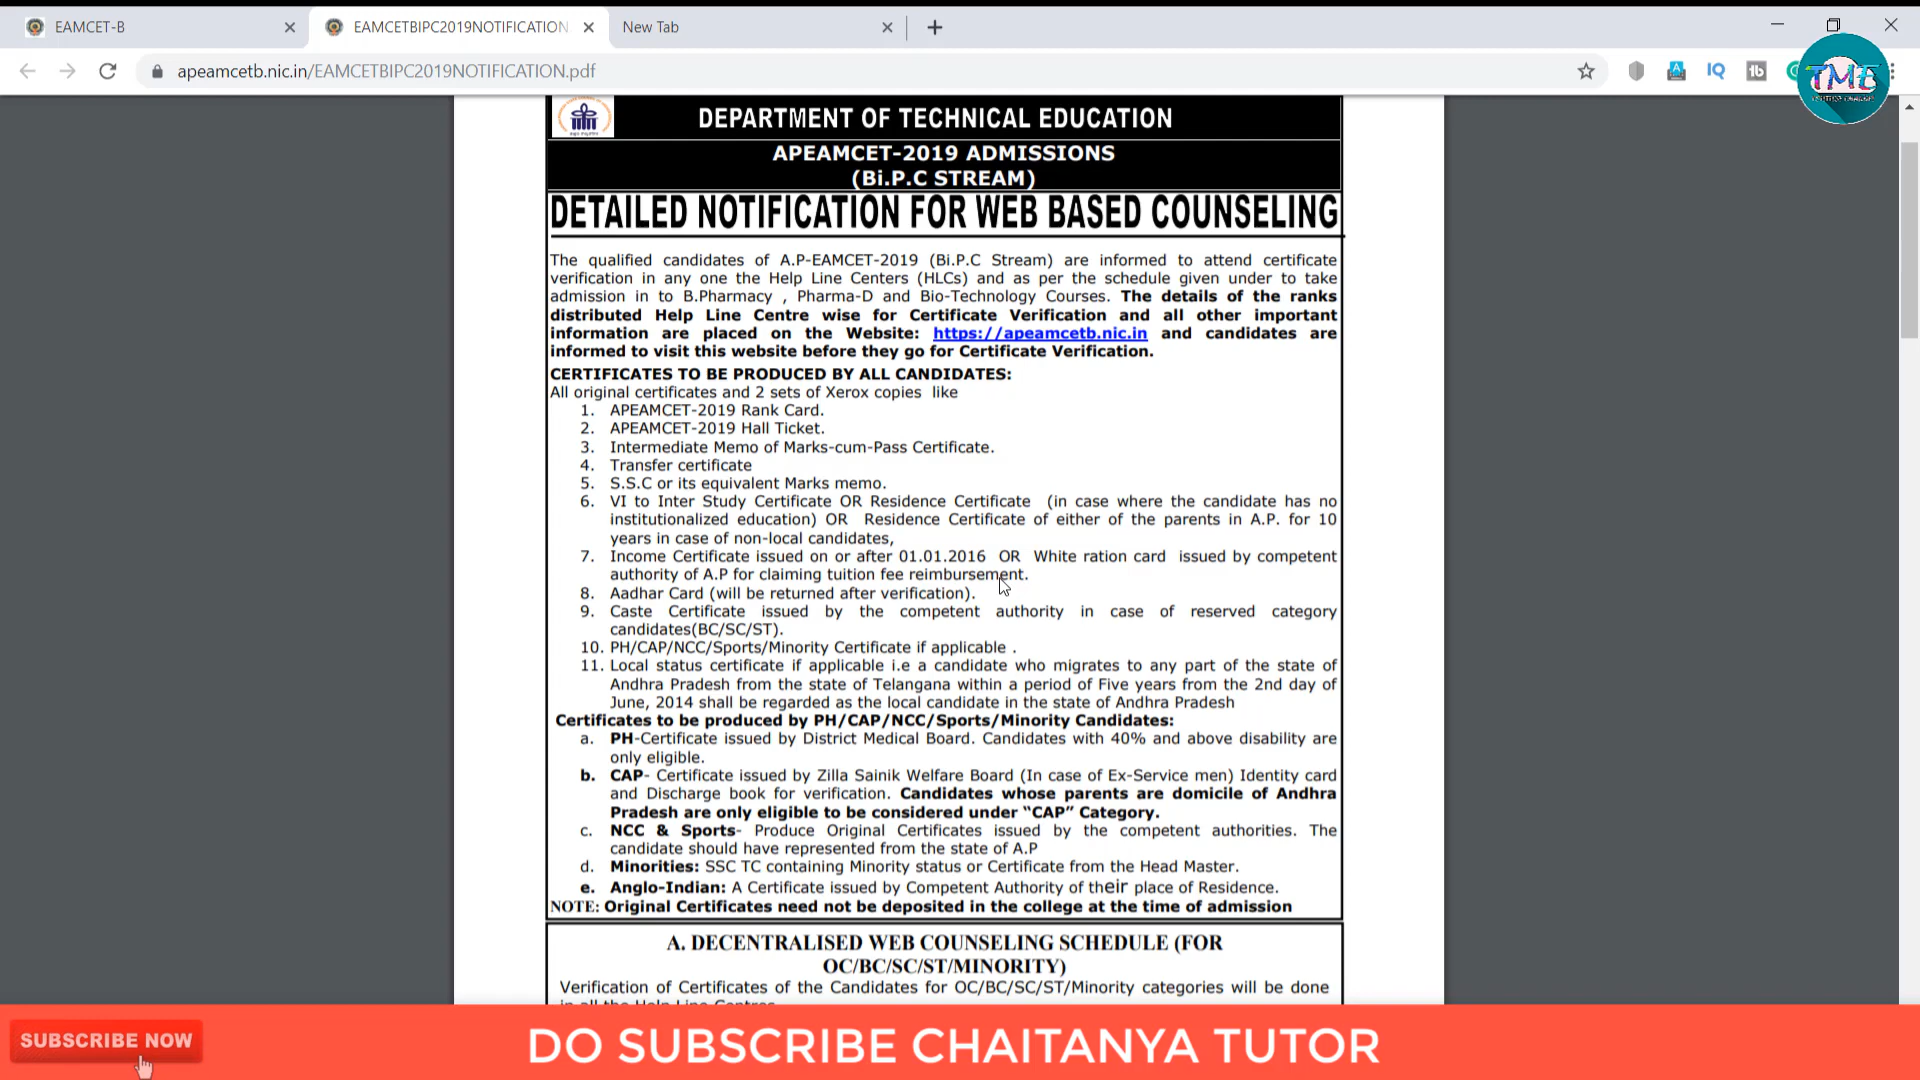 EAMCET-B
EAMCETBIPC2019NOTIFICATION
New Tab
apeamcetb.nic.in/EAMCETBIPC2019NOTIFICATION.pdf
TME
DEPARTMENT OF TECHNICAL EDUCATION
APEAMCET-2019 ADMISSIONS
(Bi.P.C STREAM)
DETAILED NOTIFICATION FOR WEB BASED COUNSELING
The qualified candidates of A.P-EAMCET-2019 (Bi.P.C Stream) are informed to attend certificate
verification in any one the Help Line Centers (HLCs) and as per the schedule given under to take
admission in to B.Pharmacy , Pharma-D and Bio-Technology Courses. The details of the ranks
distributed Help Line Centre wise for Certificate Verification and all other important
information are placed on the Website: https://apeamcetb.nic.in and candidates are
informed to visit this website before they go for Certificate Verification.
CERTIFICATES TO BE PRODUCED BY ALL CANDIDATES:
All original certificates and 2 sets of Xerox copies like
1. APEAMCET-2019 Rank Card.
2. APEAMCET-2019 Hall Ticket.
3. Intermediate Memo of Marks-cum-Pass Certificate.
4. Transfer certificate
5. S.S.C or its equivalent Marks memo.
6. VI to Inter Study Certificate OR Residence Certificate (in case where the candidate has no
institutionalized education) OR Residence Certificate of either of the parents in A.P. for 10
years in case of non-local candidates,
7. Income Certificate issued on or after 01.01.2016 OR White ration card issued by competent
authority of A.P for claiming tuition fee reimbursement.
8. Aadhar Card (will be returned after verification).
9. Caste Certificate issued by the competent authority in case of reserved category
candidates(BC/SC/ST).
10. PH/CAP/NCC/Sports/Minority Certificate if applicable .
11. Local status certificate if applicable i.e a candidate who migrates to any part of the state of
Andhra Pradesh from the state of Telangana within a period of Five years from the 2nd day of
June, 2014 shall be regarded as the local candidate in the state of Andhra Pradesh
Certificates to be produced by PH/CAP/NCC/Sports/Minority Candidates:
a. PH-Certificate issued by District Medical Board. Candidates with 40% and above disability are
only eligible.
b. CAP- Certificate issued by Zilla Sainik Welfare Board (In case of Ex-Service men) Identity card
and Discharge book for verification. Candidates whose parents are domicile of Andhra
Pradesh are only eligible to be considered under “CAP” Category.
c. NCC & Sports- Produce Original Certificates issued by the competent authorities. The
candidate should have represented from the state of A.P
d. Minorities: SSC TC containing Minority status or Certificate from the Head Master.
e. Anglo-Indian: A Certificate issued by Competent Authority of their place of Residence.
NOTE: Original Certificates need not be deposited in the college at the time of admission
A. DECENTRALISED WEB COUNSELING SCHEDULE (FOR
OC/BC/SC/ST/MINORITY)
Verification of Certificates of the Candidates for OC/BC/SC/ST/Minority categories will be done
SUBSCRIBE NOW
DO SUBSCRIBE CHAITANYA TUTOR